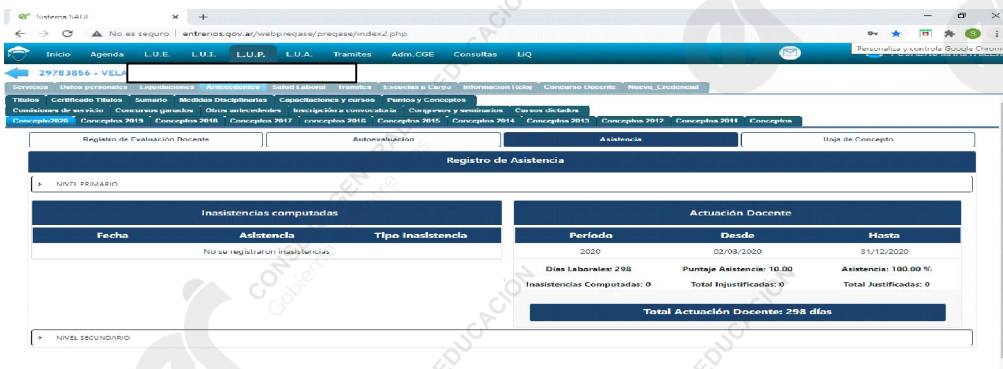 Sistema SAGE
No es seguro | entrerios.gov.ar/webpregase/pregase/index2.php
Personaliza y controla Google Chrome
Inicio Agenda L.U.E. L.U.I. L.U.P. L.U.A. Tramites Adm.CGE Consultas LiQ
29783856 - VELA
Servicios Datos personales Liquidaciones Antecedentes Salud Laboral Tramites Escuelas a Cargo Informacion Concurso Docente Nueva_Credencial
Titulos Certificado Titulos Sumario Medidas Disciplinarias Capacitaciones y cursos Puntos y Conceptos
Comisiones de servicio Concursos ganados Otros antecedentes Inscripción a convocatoria Congresos y seminarios Cursos dictados
Concepto2020 Conceptos 2019 Conceptos 2018 Conceptos 2017 conceptos 2016 Conceptos 2015 Conceptos 2014 Conceptos 2013 Conceptos 2012 Conceptos 2011 Conceptos
Registro de Evaluación Docente Autoevaluación Asistencia Hoja de Concepto
Registro de Asistencia
NIVEL PRIMARIO
Inasistencias computadas
Fecha Asistencia Tipo Inasistencia
No se registraron inasistencias
Actuación Docente
Período Desde Hasta
2020 02/03/2020 31/12/2020
Días Laborales: 298 Puntaje Asistencia: 10.00 Asistencia: 100.00 %
Inasistencias Computadas: 0 Total Injustificadas: 0 Total Justificadas: 0
Total Actuación Docente: 298 días
NIVEL SECUNDARIO